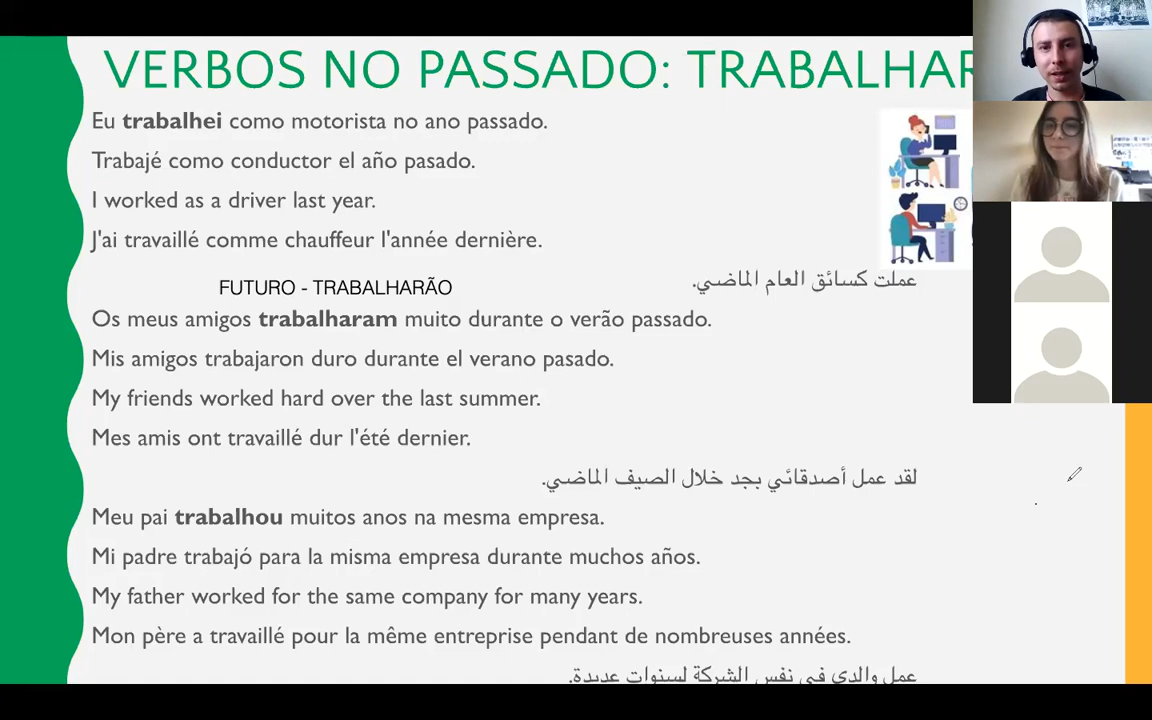 VERBOS NO PASSADO: TRABALHAR
Eu trabalhei como motorista no ano passado.
Trabajé como conductor el año pasado.
I worked as a driver last year.
J'ai travaillé comme chauffeur l'année dernière.
عملت كسائق العام الماضي.
FUTURO - TRABALHARÃO
Os meus amigos trabalharam muito durante o verão passado.
Mis amigos trabajaron duro durante el verano pasado.
My friends worked hard over the last summer.
Mes amis ont travaillé dur l'été dernier.
لقد عمل أصدقائي بجد خلال الصيف الماضي.
Meu pai trabalhou muitos anos na mesma empresa.
Mi padre trabajó para la misma empresa durante muchos años.
My father worked for the same company for many years.
Mon père a travaillé pour la même entreprise pendant de nombreuses années.
عمل والدي في نفس الشركة لسنوات عديدة.